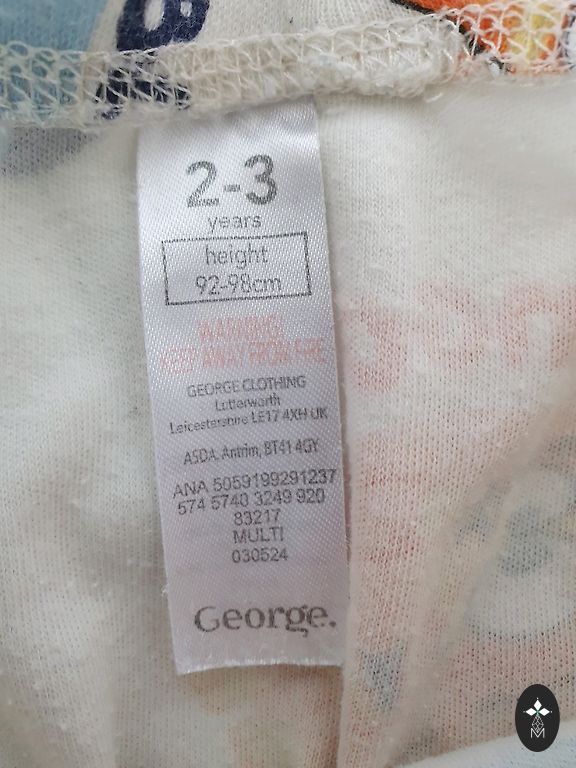 2-3
years
height
92-98cm
WARNING!
KEEP AWAY FROM FIRE
GEORGE CLOTHING
Lutterworth
Leicestershire LE17 4XH UK
ASDA. Antrim, BT41 4GY
ANA 5059199291237
574 5740 3249 920
83217
MULTI
030524
George.